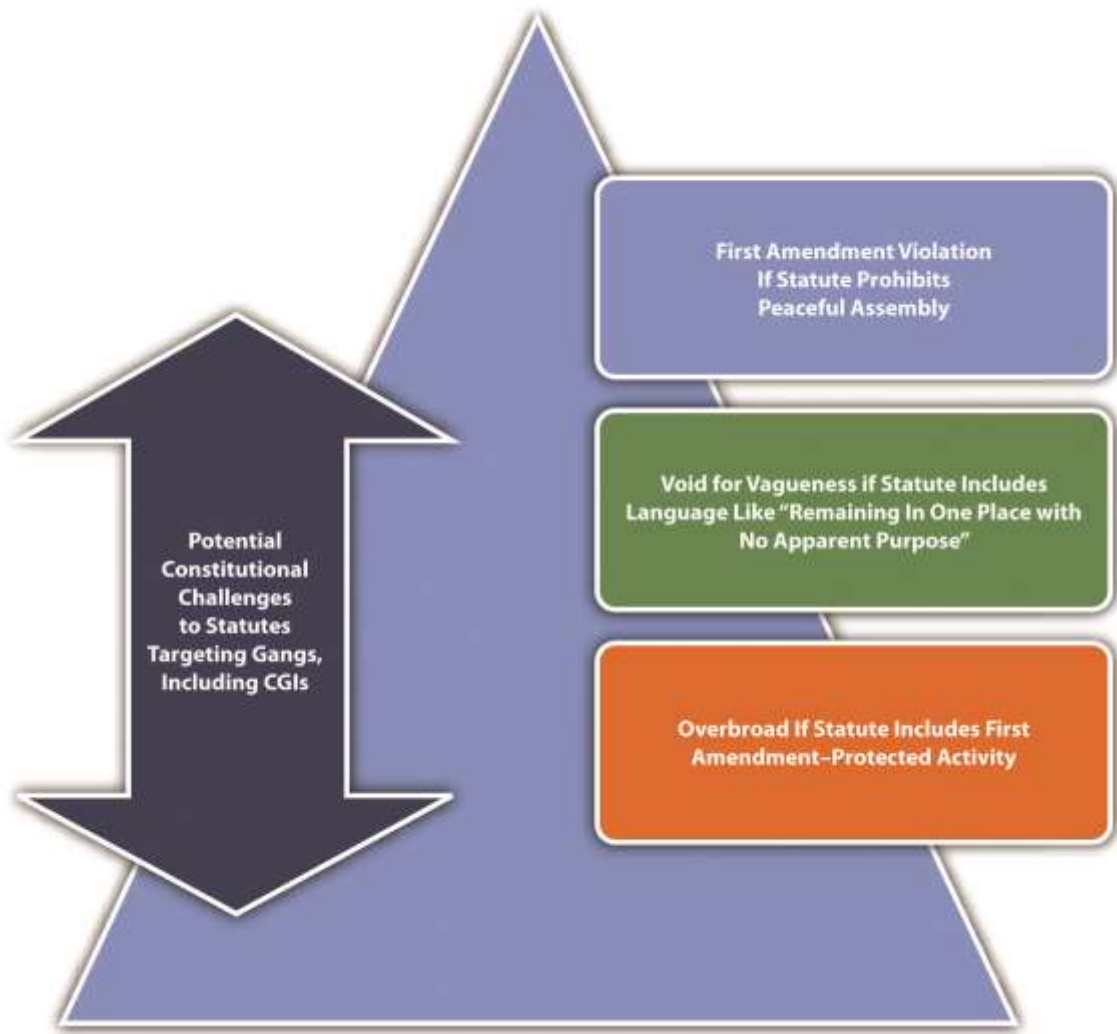 First Amendment Violation
If Statute Prohibits
Peaceful Assembly
Void for Vagueness if Statute Includes
Language Like "Remaining In One Place with
No Apparent Purpose"
Potential
Constitutional
Challenges
to Statutes
Targeting Gangs,
Including CGIs
Overbroad If Statute Includes First
Amendment–Protected Activity